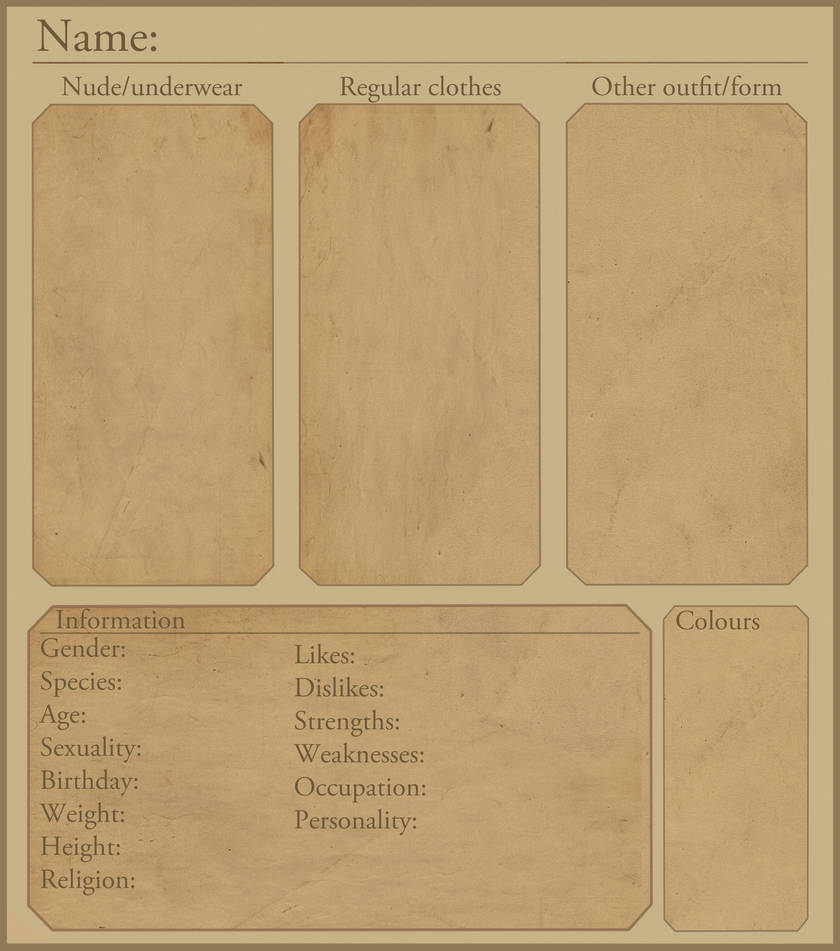 Name:
Nude/underwear
Regular clothes
Other outfit/form
Information
Gender:
Species:
Age:
Sexuality:
Birthday:
Weight:
Height:
Religion:
Likes:
Dislikes:
Strengths:
Weaknesses:
Occupation:
Personality:
Colours